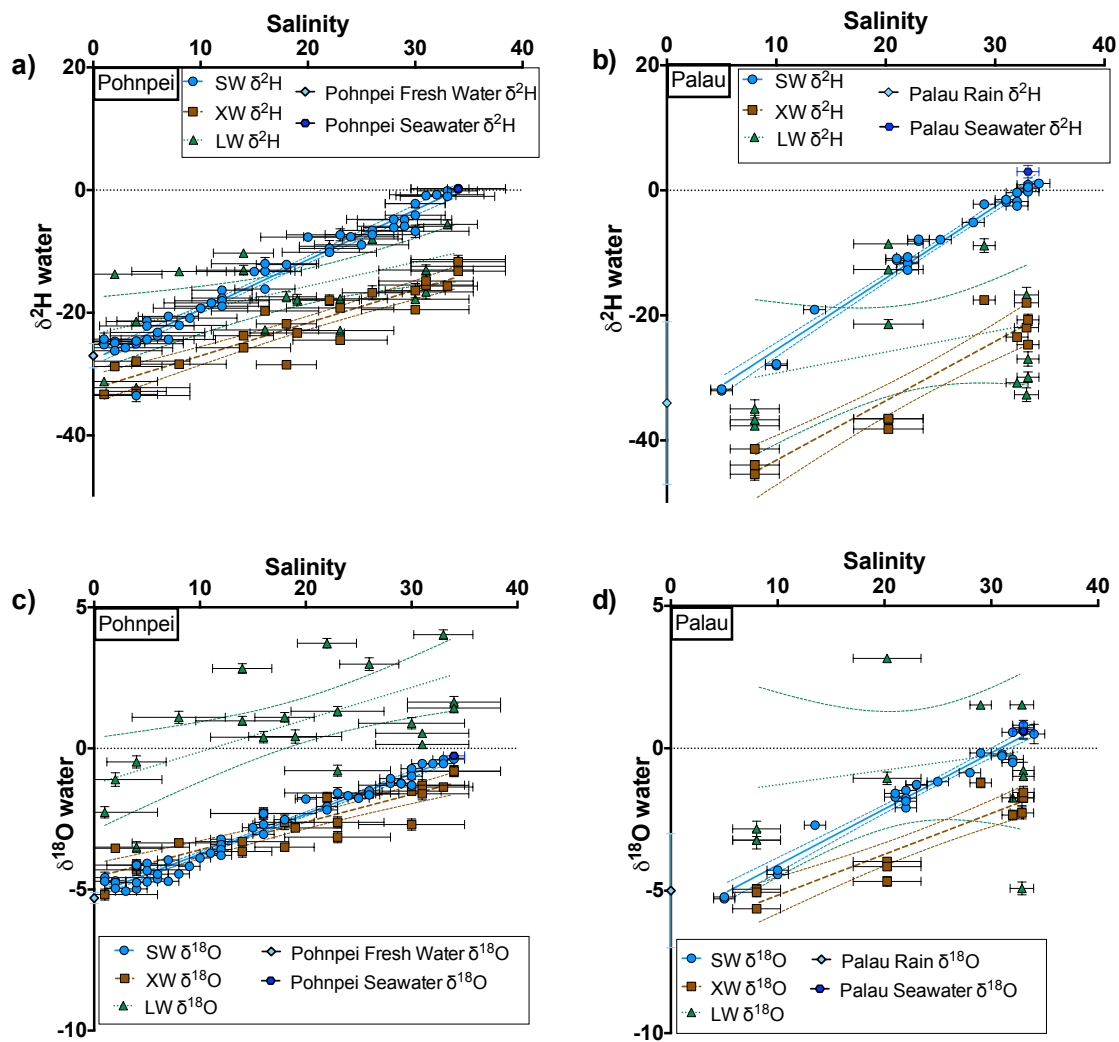 a)
Salinity
0 10 20 30 40
20
0
-20
-40
δ²H water
Pohnpei
SW δ²H
XW δ²H
LW δ²H
Pohnpei Fresh Water δ²H
Pohnpei Seawater δ²H
b)
Salinity
0 10 20 30 40
20
0
-20
-40
δ²H water
Palau
SW δ²H
XW δ²H
LW δ²H
Palau Rain δ²H
Palau Seawater δ²H
c)
Salinity
0 10 20 30 40
5
0
-5
-10
δ¹⁸O water
Pohnpei
SW δ¹⁸O
XW δ¹⁸O
LW δ¹⁸O
Pohnpei Fresh Water δ¹⁸O
Pohnpei Seawater δ¹⁸O
d)
Salinity
0 10 20 30 40
5
0
-5
-10
δ¹⁸O water
Palau
SW δ¹⁸O
XW δ¹⁸O
LW δ¹⁸O
Palau Rain δ¹⁸O
Palau Seawater δ¹⁸O